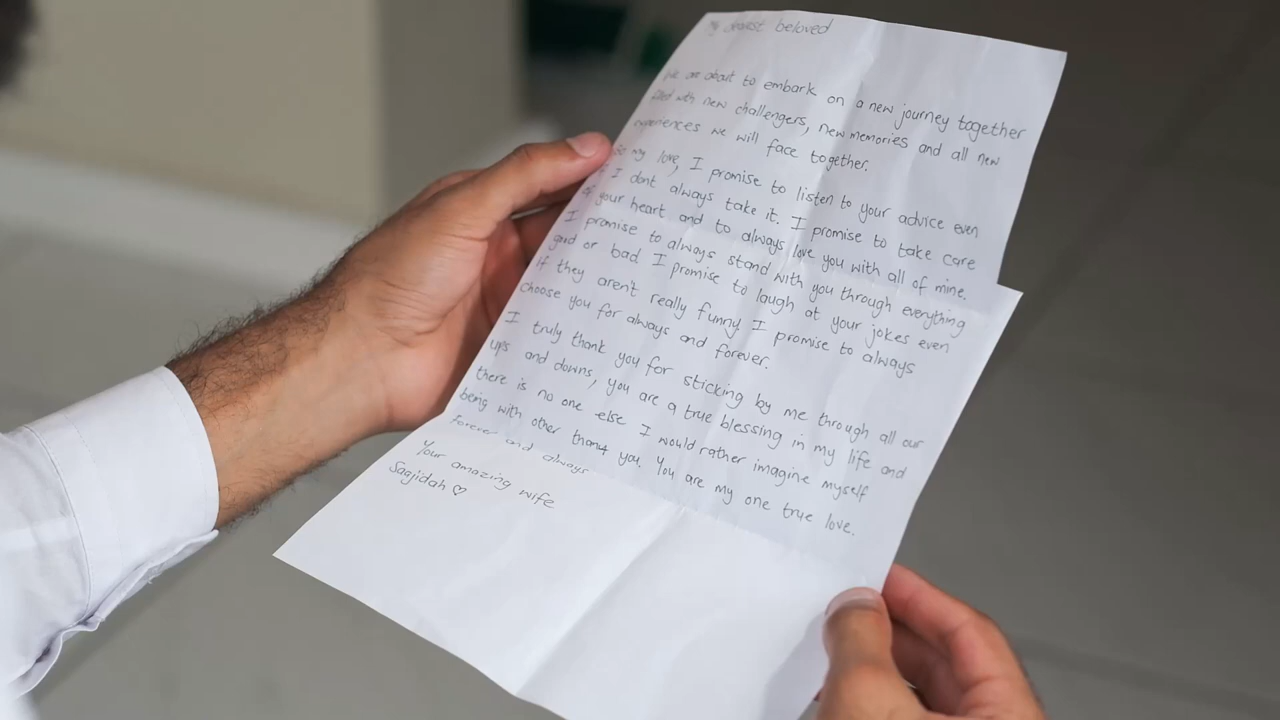 My dearest beloved
We are about to embark on a new journey together
filled with new challengers, new memories and all new
experiences we will face together.
So my love, I promise to listen to your advice even
if I dont always take it. I promise to take care
of your heart and to always love you with all of mine.
I promise to always stand with you through everything
good or bad I promise to laugh at your jokes even
if they aren't really funny I promise to always
choose you for always and forever.
I truly thank you for sticking by me through all our
ups and downs, you are a true blessing in my life and
there is no one else I would rather imagine myself
being with other than you. You are my one true love.
forever and always
Your amazing wife
Saajidah ♡